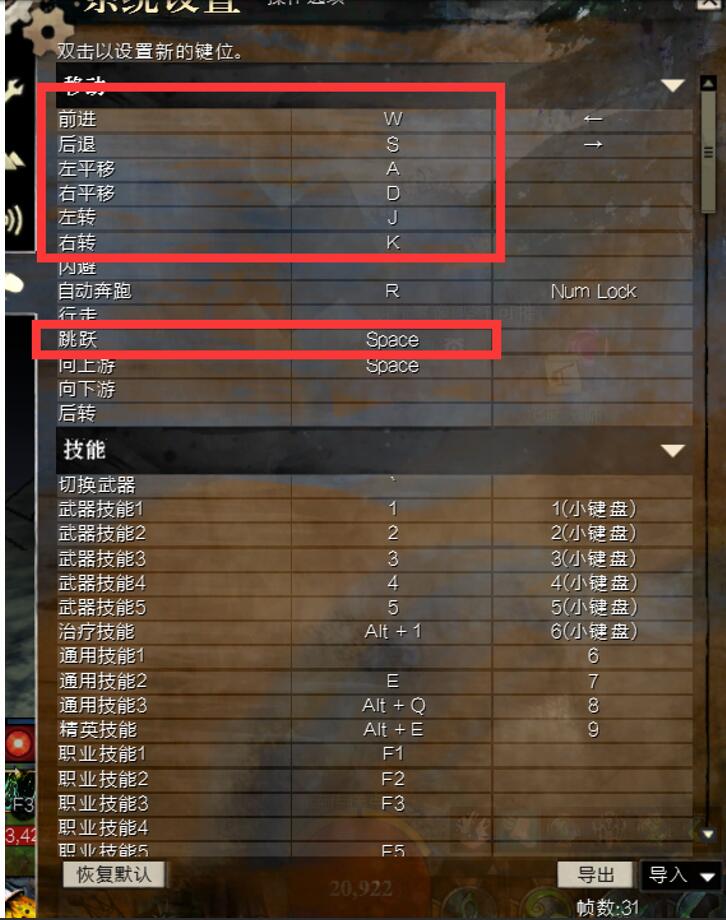 系统设置 操作选项
双击以设置新的键位。
移动
前进 W ←
后退 S →
左平移 A
右平移 D
左转 J
右转 K
闪避
自动奔跑 R Num Lock
行走
跳跃 Space
向上游 Space
向下游
后转
技能
切换武器 `
武器技能1 1 1(小键盘)
武器技能2 2 2(小键盘)
武器技能3 3 3(小键盘)
武器技能4 4 4(小键盘)
武器技能5 5 5(小键盘)
治疗技能 Alt + 1 6(小键盘)
通用技能1 6
通用技能2 E 7
通用技能3 Alt + Q 8
精英技能 Alt + E 9
职业技能1 F1
职业技能2 F2
职业技能3 F3
职业技能4
职业技能5 F5
F3
3,42
恢复默认 导出 导入
20,922
帧数:31